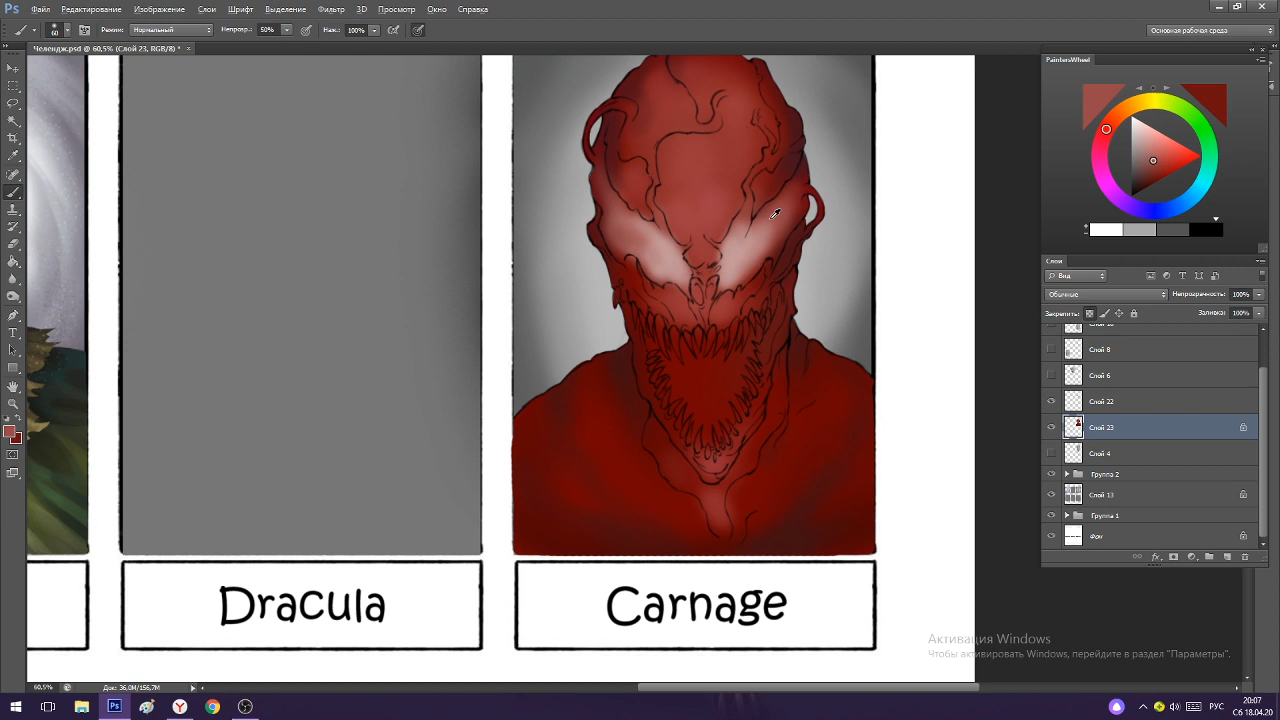 Ps Файл Редактирование Изображение Слои Шрифт Выделение Фильтр 3D Просмотр Окно Справка
60 Режим: Нормальный Непрозр.: 50% Наж.: 100% Основная рабочая среда
Челендж.psd @ 60,5% (Слой 23, RGB/8) * ×
PaintersWheel
Слои
Вид
Обычные Непрозрачность: 100%
Закрепить: Заливка: 100%
Слой 8
Слой 6
Слой 22
Слой 23
Слой 4
Группа 2
Слой 13
Группа 1
Фон
Dracula Carnage
Активация Windows
Чтобы активировать Windows, перейдите в раздел "Параметры".
60,5% Док: 36,0M/156,7M
РУС 20:07
Сб 18.04.20